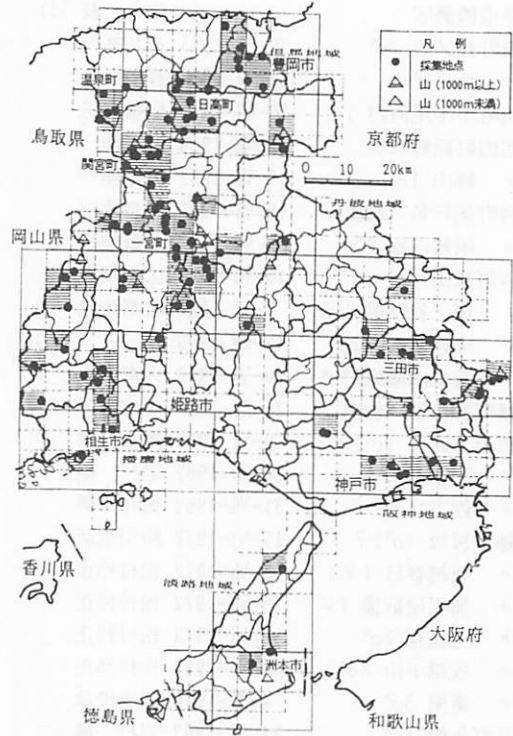 但馬地域
豊岡市
温泉町
日高町
鳥取県
京都府
関宮町
凡 例
採集地点
山(1000m以上)
山(1000m未満)
0 10 20km
丹波地域
岡山県
一宮町
三田市
姫路市
相生市
播磨地域
神戸市
阪神地域
香川県
淡路地域
大阪府
洲本市
徳島県
和歌山県